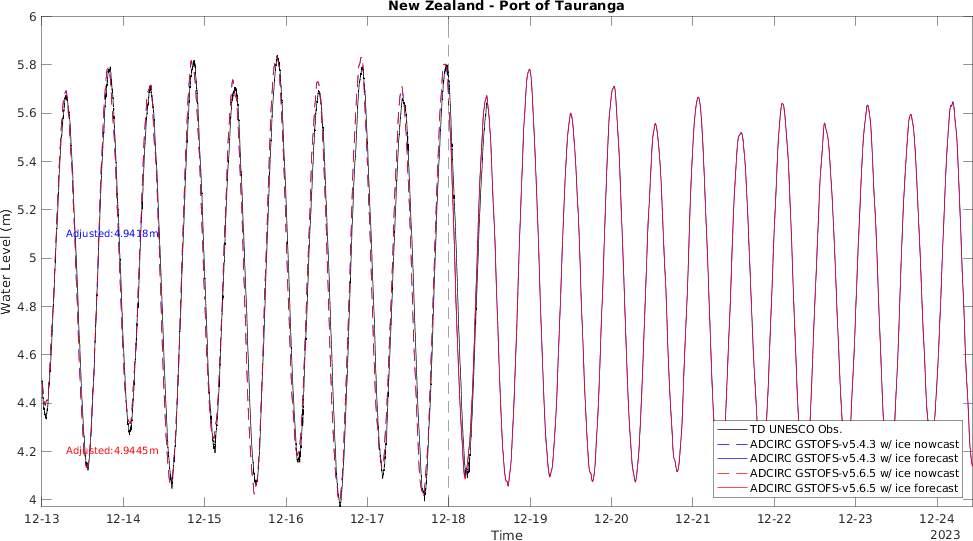 New Zealand - Port of Tauranga
6
5.8
5.6
5.4
5.2
5
4.8
4.6
4.4
4.2
4
Water Level (m)
Adjusted:4.9418m
Adjusted:4.9445m
TD UNESCO Obs.
ADCIRC GSTOFS-v5.4.3 w/ ice nowcast
ADCIRC GSTOFS-v5.4.3 w/ ice forecast
ADCIRC GSTOFS-v5.6.5 w/ ice nowcast
ADCIRC GSTOFS-v5.6.5 w/ ice forecast
12-13 12-14 12-15 12-16 12-17 12-18 12-19 12-20 12-21 12-22 12-23 12-24
Time
2023